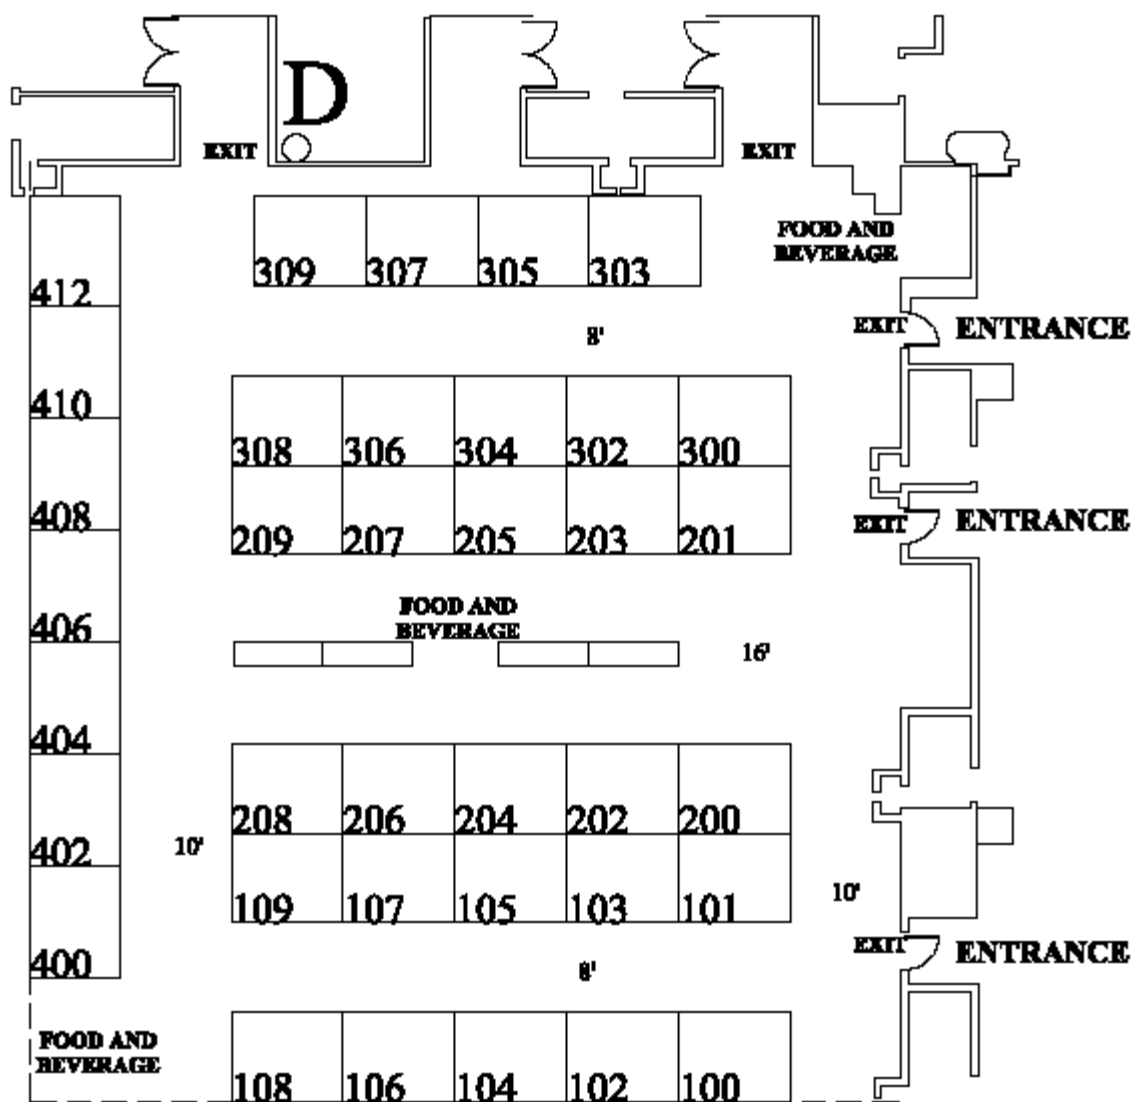 D
EXIT
EXIT
FOOD AND
BEVERAGE
309 307 305 303
412
8'
EXIT ENTRANCE
410
308 306 304 302 300
408
EXIT ENTRANCE
209 207 205 203 201
FOOD AND
BEVERAGE
406
16'
404
208 206 204 202 200
402
10'
10'
109 107 105 103 101
EXIT ENTRANCE
400
8'
FOOD AND
BEVERAGE
108 106 104 102 100